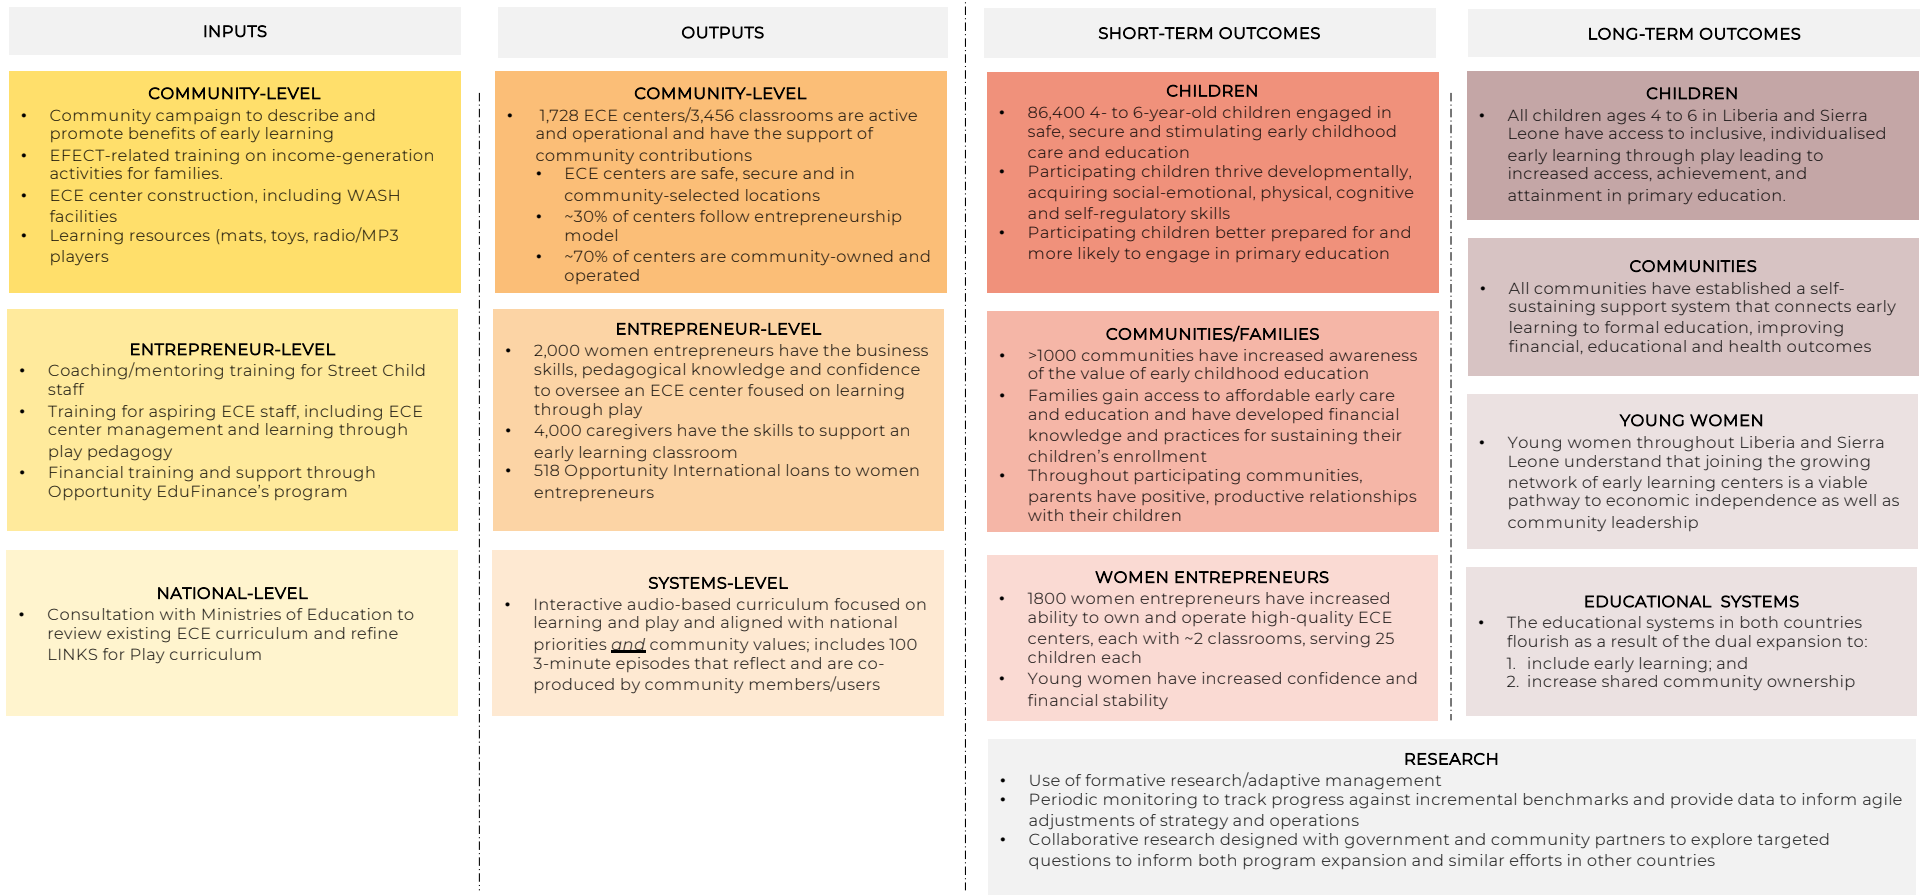 INPUTS
COMMUNITY-LEVEL
• Community campaign to describe and
promote benefits of early learning
• EFECT-related training on income-generation
activities for families.
• ECE center construction, including WASH
facilities
• Learning resources (mats, toys, radio/MP3
players
ENTREPRENEUR-LEVEL
• Coaching/mentoring training for Street Child
staff
• Training for aspiring ECE staff, including ECE
center management and learning through
play pedagogy
• Financial training and support through
Opportunity EduFinance’s program
NATIONAL-LEVEL
• Consultation with Ministries of Education to
review existing ECE curriculum and refine
LINKS for Play curriculum
OUTPUTS
COMMUNITY-LEVEL
• 1,728 ECE centers/3,456 classrooms are active
and operational and have the support of
community contributions
• ECE centers are safe, secure and in
community-selected locations
• ~30% of centers follow entrepreneurship
model
• ~70% of centers are community-owned and
operated
ENTREPRENEUR-LEVEL
• 2,000 women entrepreneurs have the business
skills, pedagogical knowledge and confidence
to oversee an ECE center focused on learning
through play
• 4,000 caregivers have the skills to support an
early learning classroom
• 518 Opportunity International loans to women
entrepreneurs
SYSTEMS-LEVEL
• Interactive audio-based curriculum focused on
learning and play and aligned with national
priorities and community values; includes 100
3-minute episodes that reflect and are co-
produced by community members/users
SHORT-TERM OUTCOMES
CHILDREN
• 86,400 4- to 6-year-old children engaged in
safe, secure and stimulating early childhood
care and education
• Participating children thrive developmentally,
acquiring social-emotional, physical, cognitive
and self-regulatory skills
• Participating children better prepared for and
more likely to engage in primary education
COMMUNITIES/FAMILIES
• >1000 communities have increased awareness
of the value of early childhood education
• Families gain access to affordable early care
and education and have developed financial
knowledge and practices for sustaining their
children’s enrollment
• Throughout participating communities,
parents have positive, productive relationships
with their children
WOMEN ENTREPRENEURS
• 1800 women entrepreneurs have increased
ability to own and operate high-quality ECE
centers, each with ~2 classrooms, serving 25
children each
• Young women have increased confidence and
financial stability
LONG-TERM OUTCOMES
CHILDREN
• All children ages 4 to 6 in Liberia and Sierra
Leone have access to inclusive, individualised
early learning through play leading to
increased access, achievement, and
attainment in primary education.
COMMUNITIES
• All communities have established a self-
sustaining support system that connects early
learning to formal education, improving
financial, educational and health outcomes
YOUNG WOMEN
• Young women throughout Liberia and Sierra
Leone understand that joining the growing
network of early learning centers is a viable
pathway to economic independence as well as
community leadership
EDUCATIONAL SYSTEMS
• The educational systems in both countries
flourish as a result of the dual expansion to:
1. include early learning; and
2. increase shared community ownership
RESEARCH
• Use of formative research/adaptive management
• Periodic monitoring to track progress against incremental benchmarks and provide data to inform agile
adjustments of strategy and operations
• Collaborative research designed with government and community partners to explore targeted
questions to inform both program expansion and similar efforts in other countries